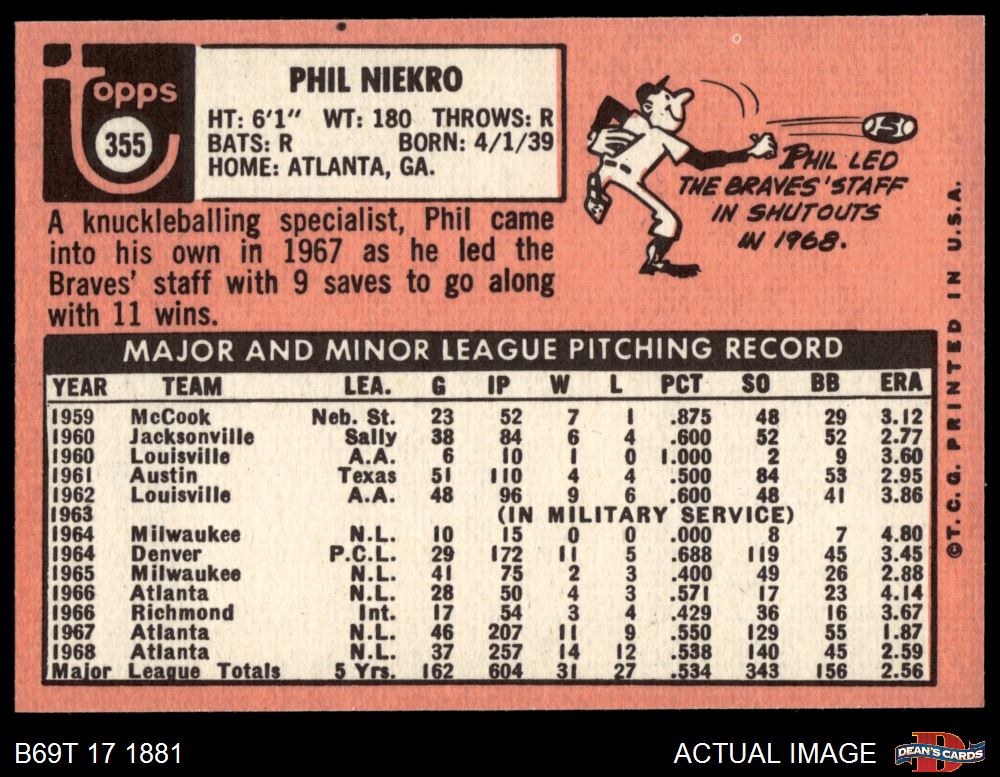 Topps
355
PHIL NIEKRO
HT: 6'1" WT: 180 THROWS: R
BATS: R BORN: 4/1/39
HOME: ATLANTA, GA.
A knuckleballing specialist, Phil came
into his own in 1967 as he led the
Braves' staff with 9 saves to go along
with 11 wins.
PHIL LED
THE BRAVES' STAFF
IN SHUTOUTS
IN 1968.
MAJOR AND MINOR LEAGUE PITCHING RECORD
YEAR TEAM LEA. G IP W L PCT SO BB ERA
1959 McCook Neb. St. 23 52 7 1 .875 48 29 3.12
1960 Jacksonville Sally 38 84 6 4 .600 52 52 2.77
1960 Louisville A.A. 6 10 1 0 1.000 2 9 3.60
1961 Austin Texas 51 110 4 4 .500 84 53 2.95
1962 Louisville A.A. 48 96 9 6 .600 48 41 3.86
1963 (IN MILITARY SERVICE)
1964 Milwaukee N.L. 10 15 0 0 .000 8 7 4.80
1964 Denver P.C.L. 29 172 11 5 .688 119 45 3.45
1965 Milwaukee N.L. 41 75 2 3 .400 49 26 2.88
1966 Atlanta N.L. 28 50 4 3 .571 17 23 4.14
1966 Richmond Int. 17 54 3 4 .429 36 16 3.67
1967 Atlanta N.L. 46 207 11 9 .550 129 55 1.87
1968 Atlanta N.L. 37 257 14 12 .538 140 45 2.59
Major League Totals 5 Yrs. 162 604 31 27 .534 343 156 2.56
©T.C.G. PRINTED IN U.S.A.
B69T 17 1881
ACTUAL IMAGE
DEAN'S CARDS